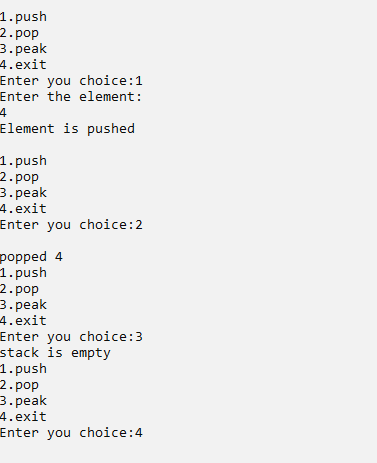 1.push
2.pop
3.peak
4.exit
Enter you choice:1
Enter the element:
4
Element is pushed
1.push
2.pop
3.peak
4.exit
Enter you choice:2
popped 4
1.push
2.pop
3.peak
4.exit
Enter you choice:3
stack is empty
1.push
2.pop
3.peak
4.exit
Enter you choice:4